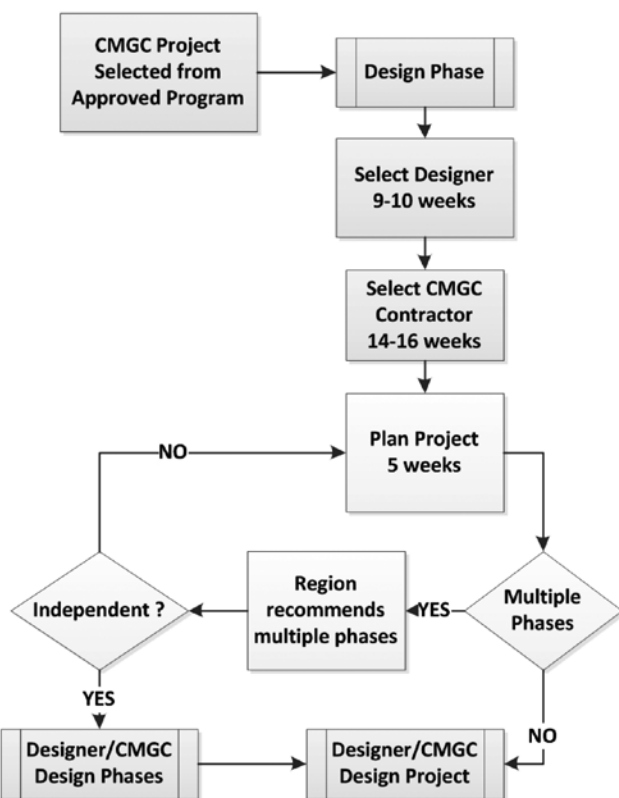 CMGC Project
Selected from
Approved Program
Design Phase
Select Designer
9-10 weeks
Select CMGC
Contractor
14-16 weeks
Plan Project
5 weeks
NO
Independent ?
Region
recommends
multiple phases
YES
Multiple
Phases
YES
NO
Designer/CMGC
Design Phases
Designer/CMGC
Design Project